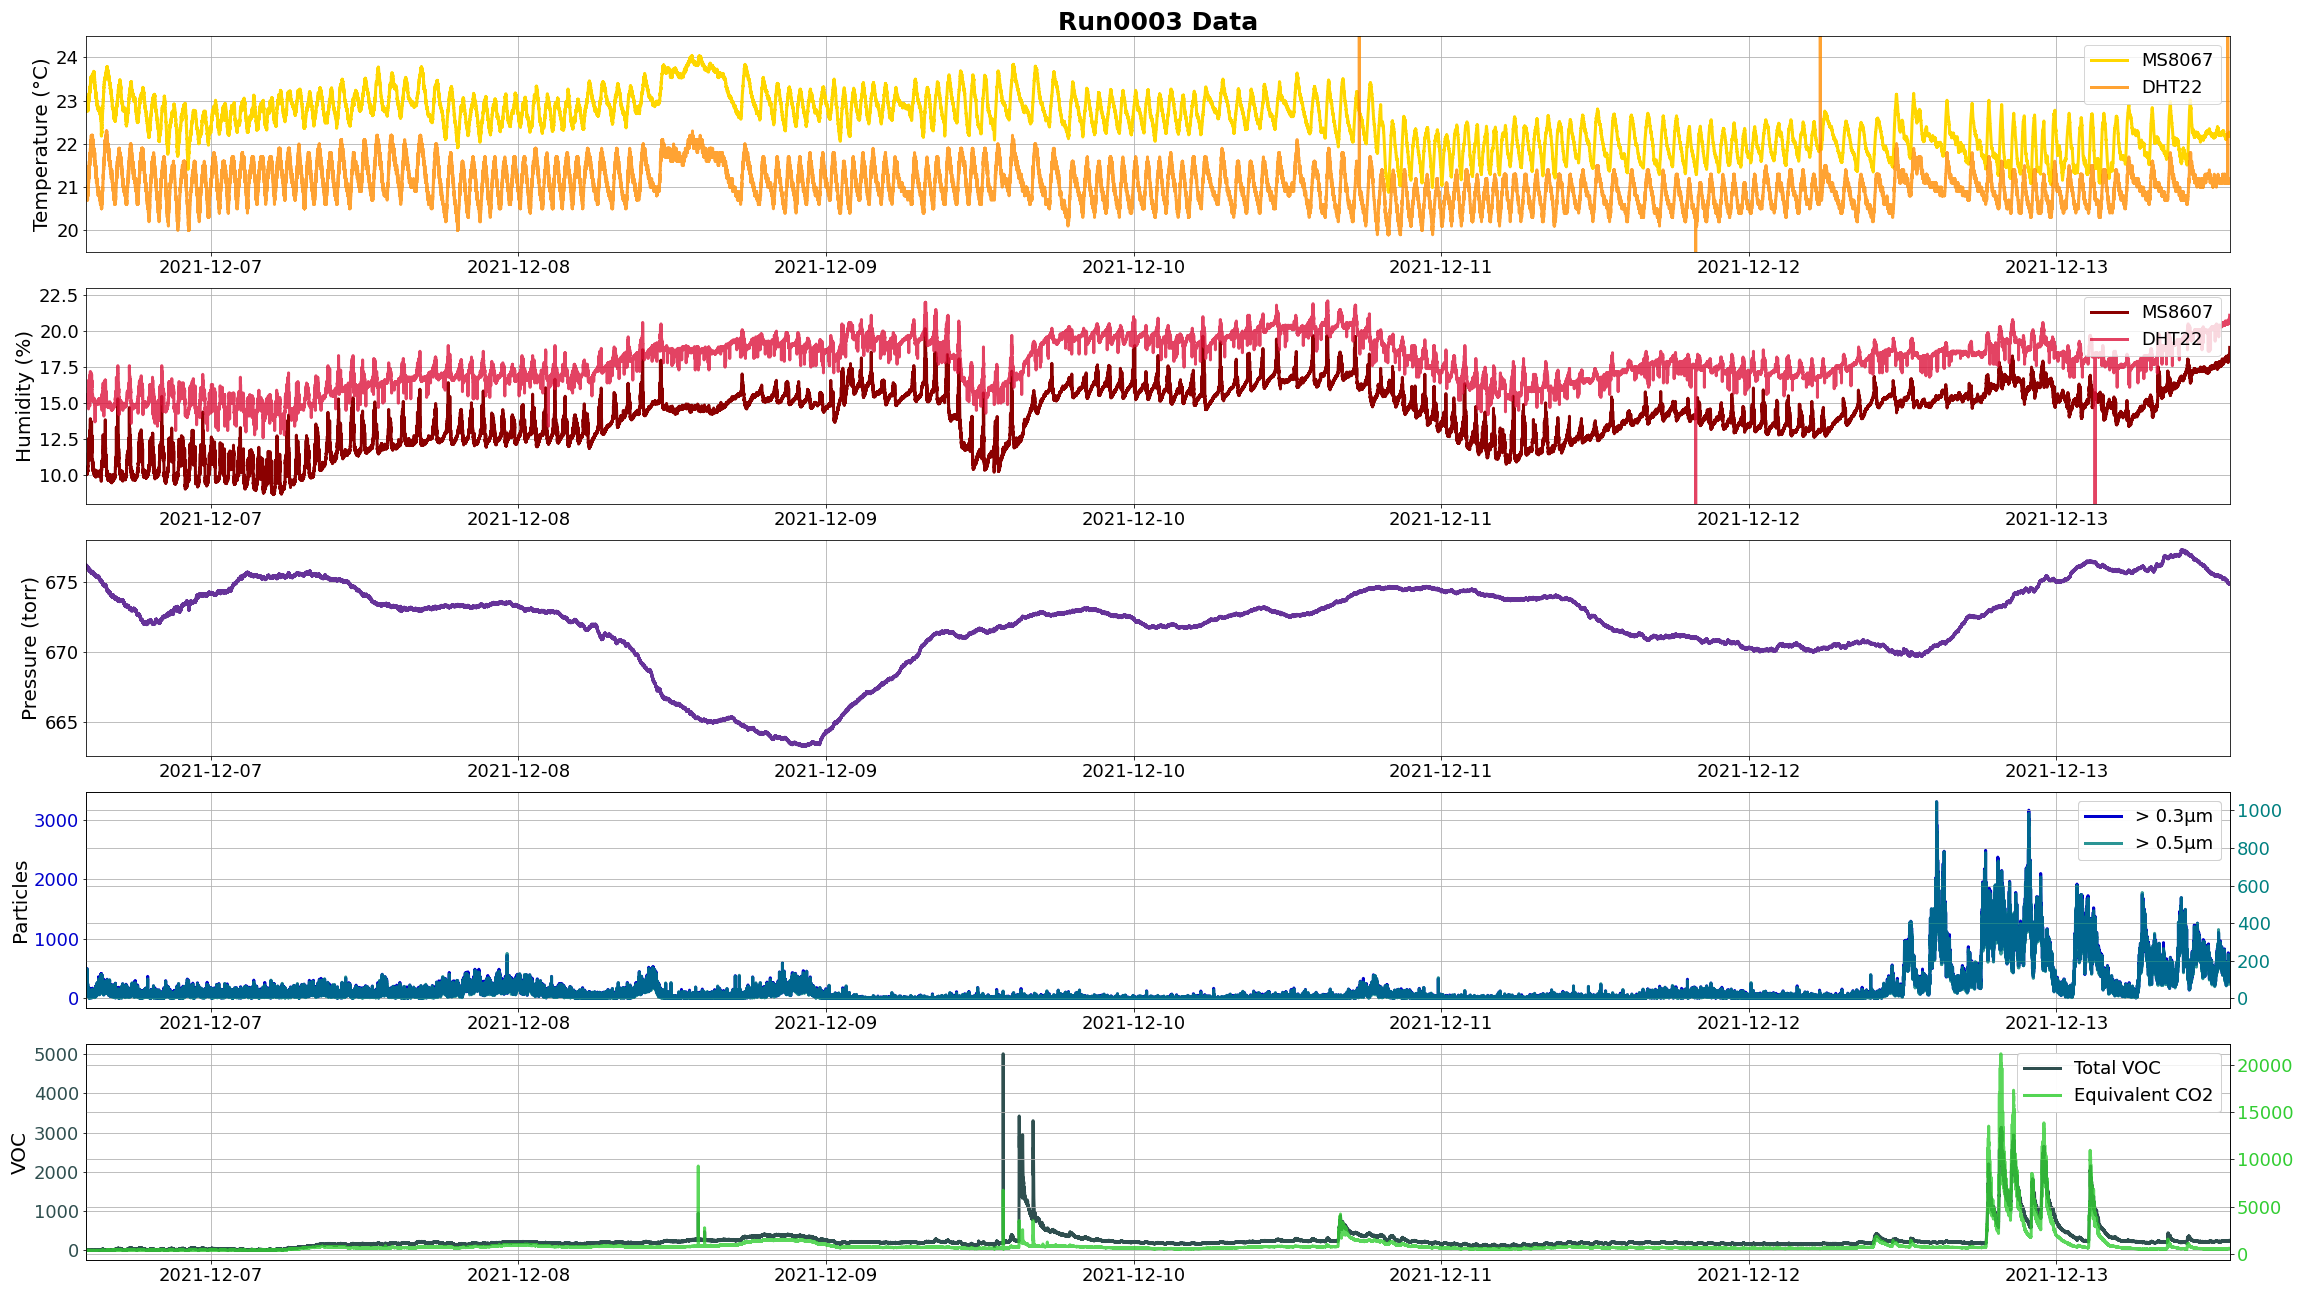 Run0003 Data
Temperature (°C)
24
23
22
21
20
MS8067
DHT22
2021-12-07 2021-12-08 2021-12-09 2021-12-10 2021-12-11 2021-12-12 2021-12-13
Humidity (%)
22.5
20.0
17.5
15.0
12.5
10.0
MS8607
DHT22
2021-12-07 2021-12-08 2021-12-09 2021-12-10 2021-12-11 2021-12-12 2021-12-13
Pressure (torr)
675
670
665
2021-12-07 2021-12-08 2021-12-09 2021-12-10 2021-12-11 2021-12-12 2021-12-13
Particles
3000
2000
1000
0
> 0.3μm
> 0.5μm
1000
800
600
400
200
0
2021-12-07 2021-12-08 2021-12-09 2021-12-10 2021-12-11 2021-12-12 2021-12-13
VOC
5000
4000
3000
2000
1000
0
Total VOC
Equivalent CO2
20000
15000
10000
5000
0
2021-12-07 2021-12-08 2021-12-09 2021-12-10 2021-12-11 2021-12-12 2021-12-13